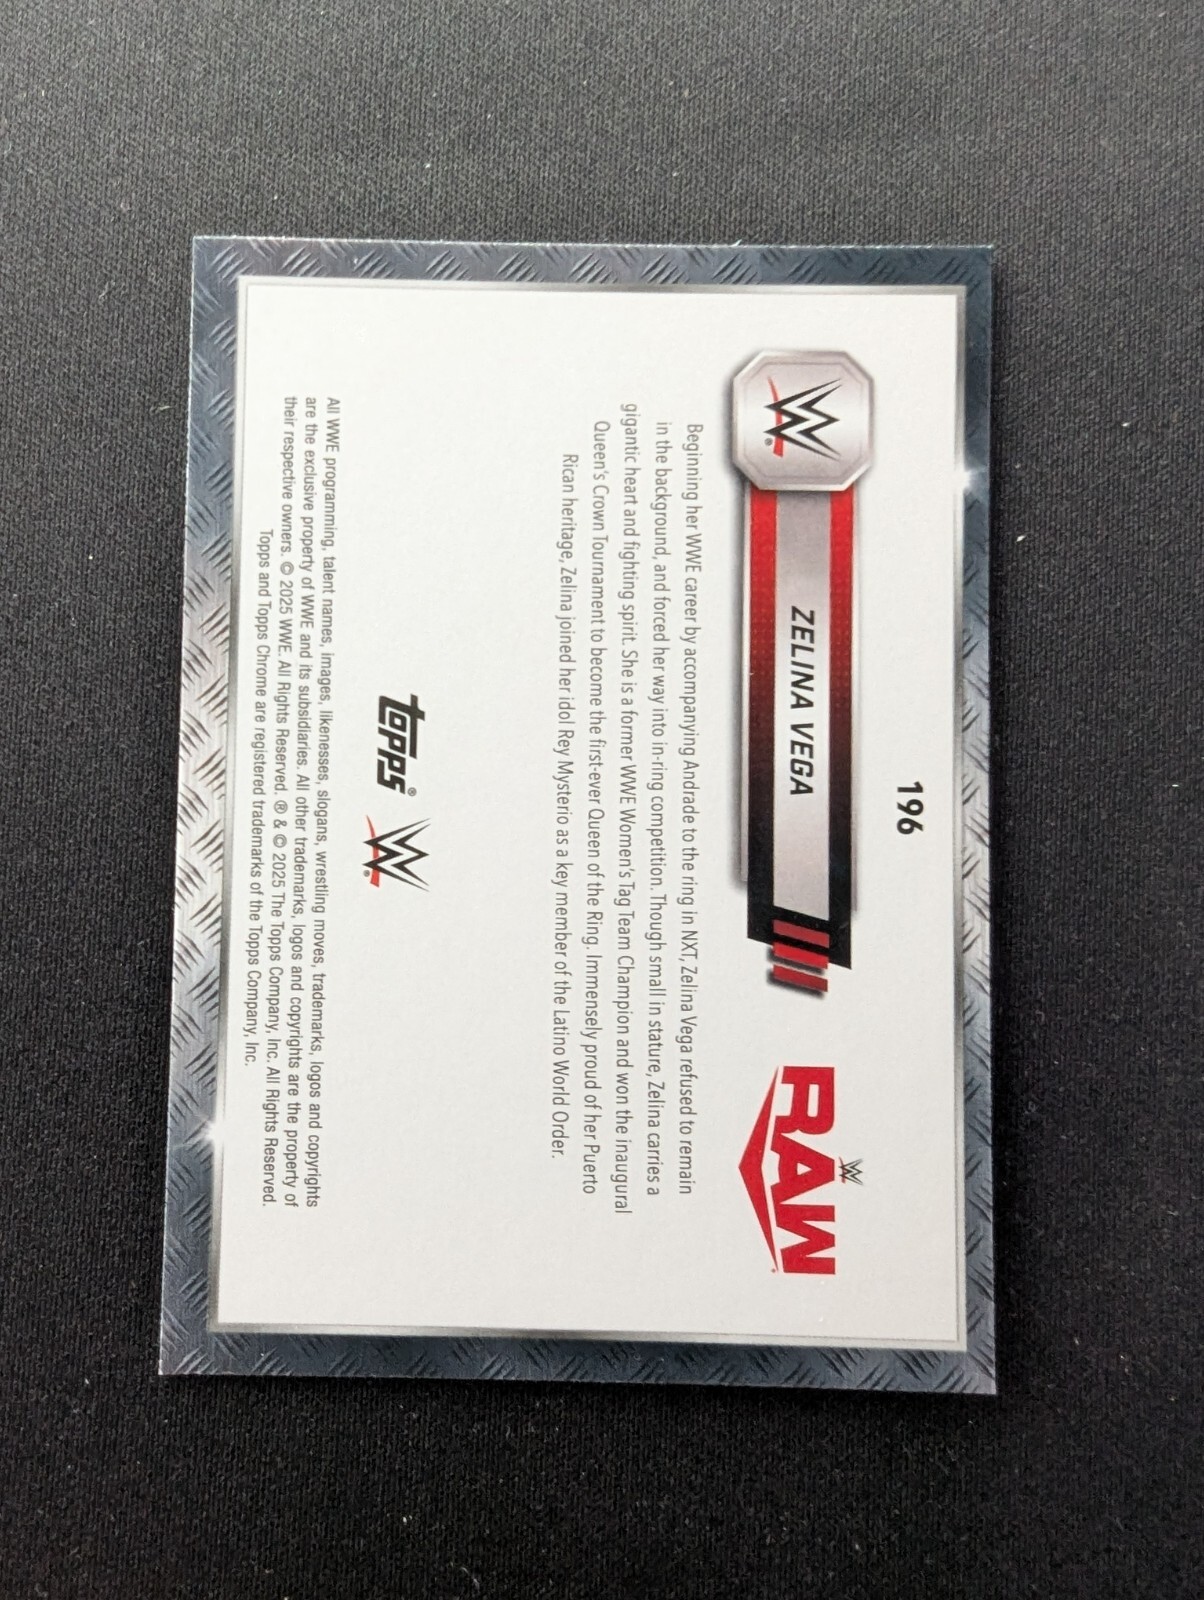 196
ZELINA VEGA
RAW
Beginning her WWE career by accompanying Andrade to the ring in NXT, Zelina Vega refused to remain
in the background, and forced her way into in-ring competition. Though small in stature, Zelina carries a
gigantic heart and fighting spirit. She is a former WWE Women's Tag Team Champion and won the inaugural
Queen's Crown Tournament to become the first-ever Queen of the Ring. Immensely proud of her Puerto
Rican heritage, Zelina joined her idol Rey Mysterio as a key member of the Latino World Order.
topps®
All WWE programming, talent names, images, likenesses, slogans, wrestling moves, trademarks, logos and copyrights
are the exclusive property of WWE and its subsidiaries. All other trademarks, logos and copyrights are the property of
their respective owners. © 2025 WWE. All Rights Reserved. ® & © 2025 The Topps Company, Inc. All Rights Reserved.
Topps and Topps Chrome are registered trademarks of the Topps Company, Inc.